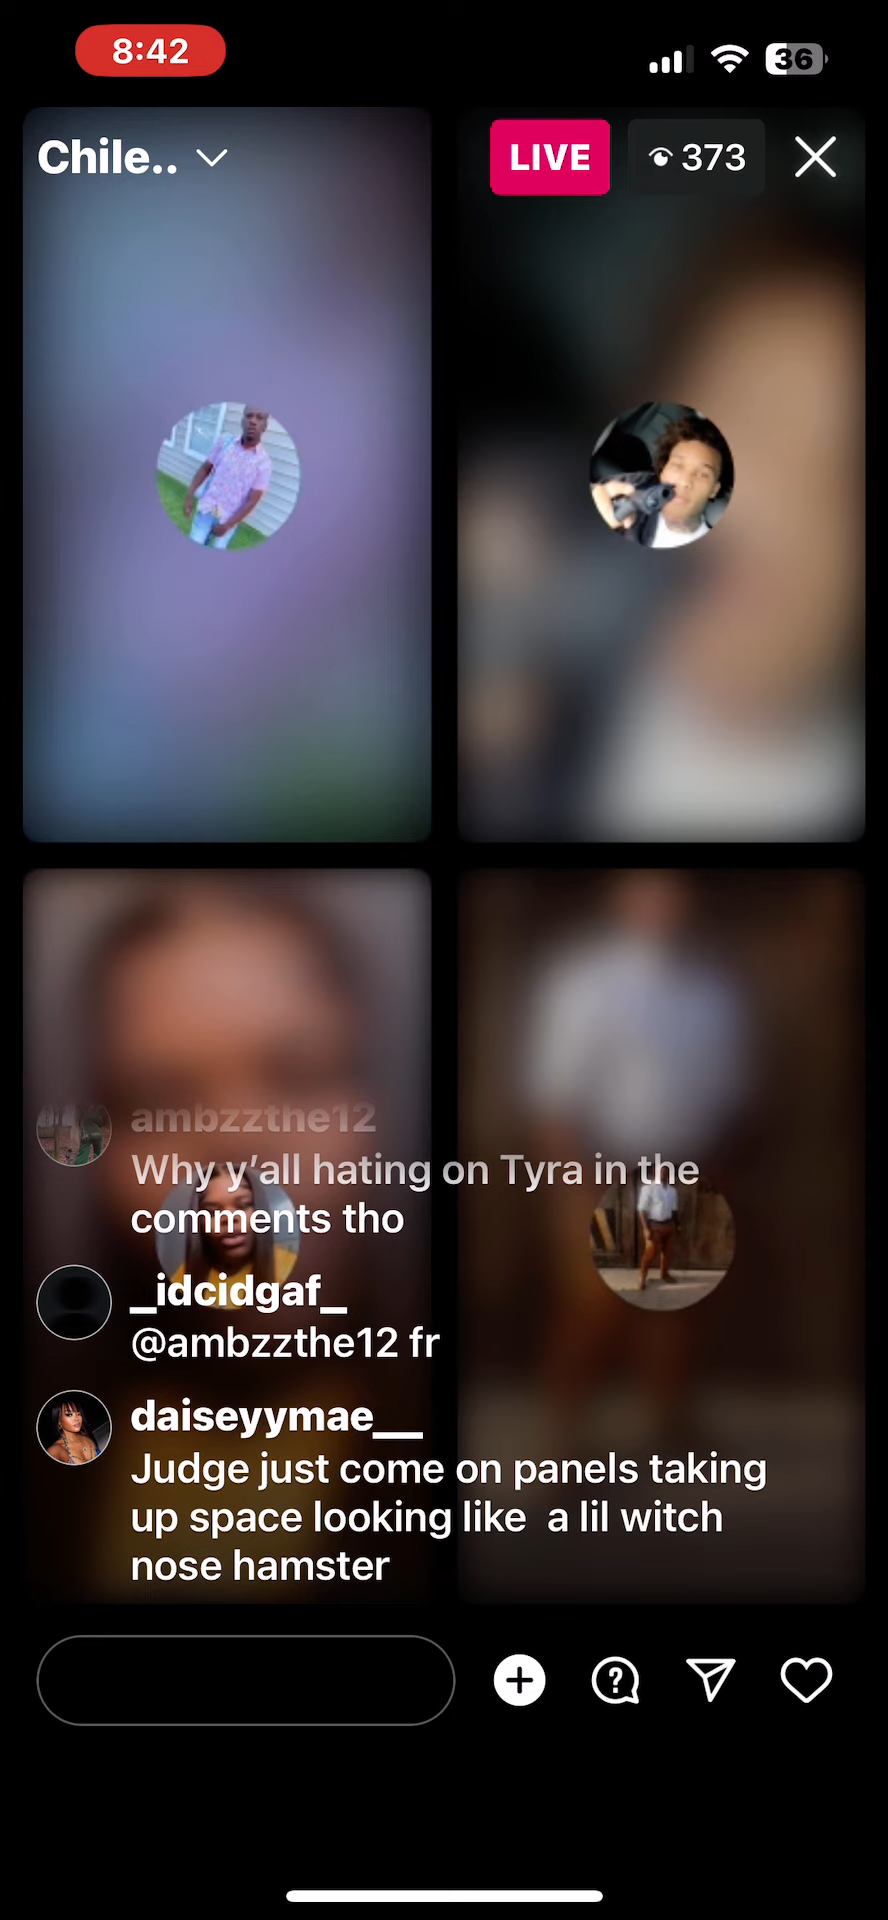 8:42
36
Chile..
LIVE
373
ambzzthe12
Why y’all hating on Tyra in the
comments tho
_idcidgaf_
@ambzzthe12 fr
daiseyymae__
Judge just come on panels taking
up space looking like  a lil witch
nose hamster